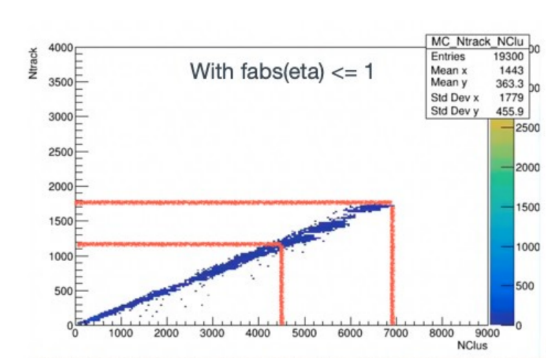 MC_Ntrack_NClu
Entries 19300
Mean x 1443
Mean y 363.3
Std Dev x 1779
Std Dev y 455.9
With fabs(eta) <= 1
Ntrack
4000
3500
3000
2500
2000
1500
1000
500
0
0 1000 2000 3000 4000 5000 6000 7000 8000 9000
NClus
2500
2000
1500
1000
500
0